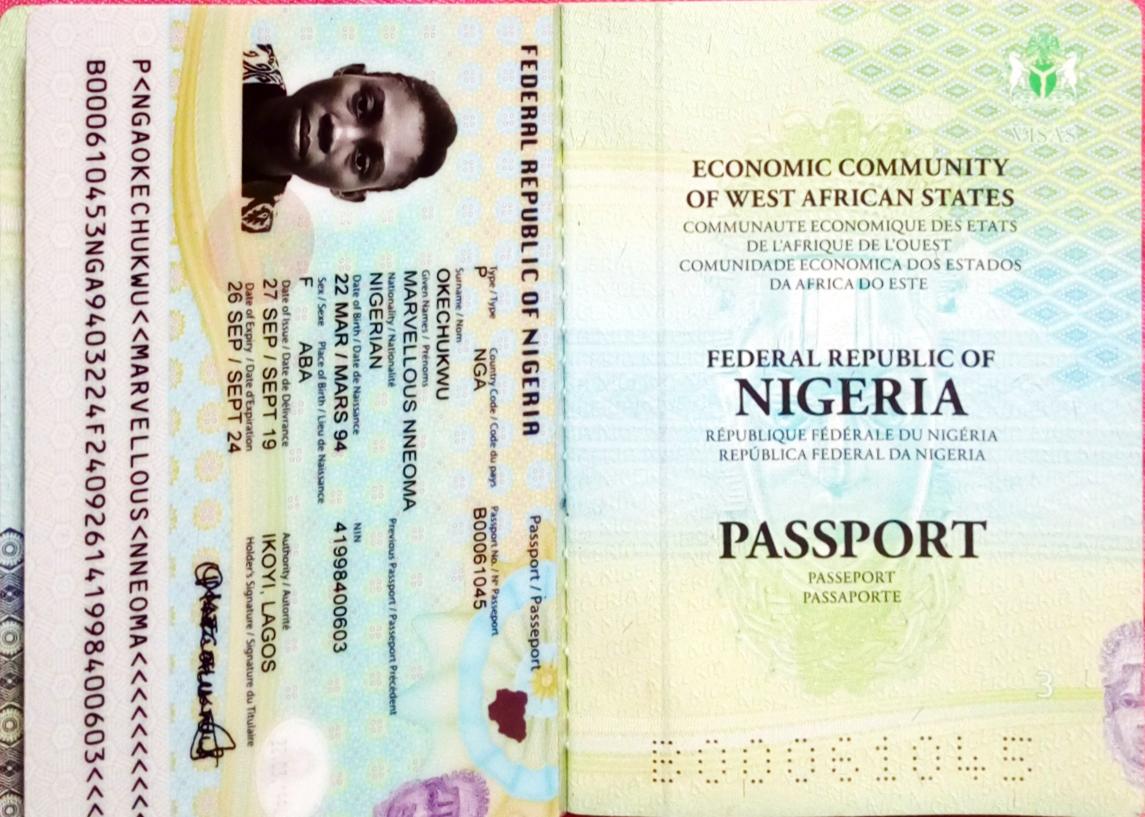 FEDERAL REPUBLIC OF NIGERIA
Passport / Passeport
Type / Type Country Code / Code du pays Passport No. / Nº Passeport
P NGA B00061045
Surname / Nom
OKECHUKWU
Given Names / Prénoms
MARVELLOUS NNEOMA
Nationality / Nationalité Previous Passport / Passeport Précédent
NIGERIAN
Date of Birth / Date de Naissance NIN
22 MAR / MARS 94 41998400603
Sex / Sexe Place of Birth / Lieu de Naissance
F ABA
Date of Issue / Date de Délivrance Authority / Autorité
27 SEP / SEPT 19 IKOYI, LAGOS
Date of Expiry / Date d'Expiration Holder's Signature / Signature du Titulaire
26 SEP / SEPT 24
P<NGAOKECHUKWU<<MARVELLOUS<NNEOMA<<<<<<<<<
B000610453NGA9403224F240926141998400603<<<
VISAS
ECONOMIC COMMUNITY
OF WEST AFRICAN STATES
COMMUNAUTE ECONOMIQUE DES ETATS
DE L'AFRIQUE DE L'OUEST
COMUNIDADE ECONOMICA DOS ESTADOS
DA AFRICA DO ESTE
FEDERAL REPUBLIC OF
NIGERIA
RÉPUBLIQUE FÉDÉRALE DU NIGÉRIA
REPÚBLICA FEDERAL DA NIGERIA
PASSPORT
PASSEPORT
PASSAPORTE
3
B00061045